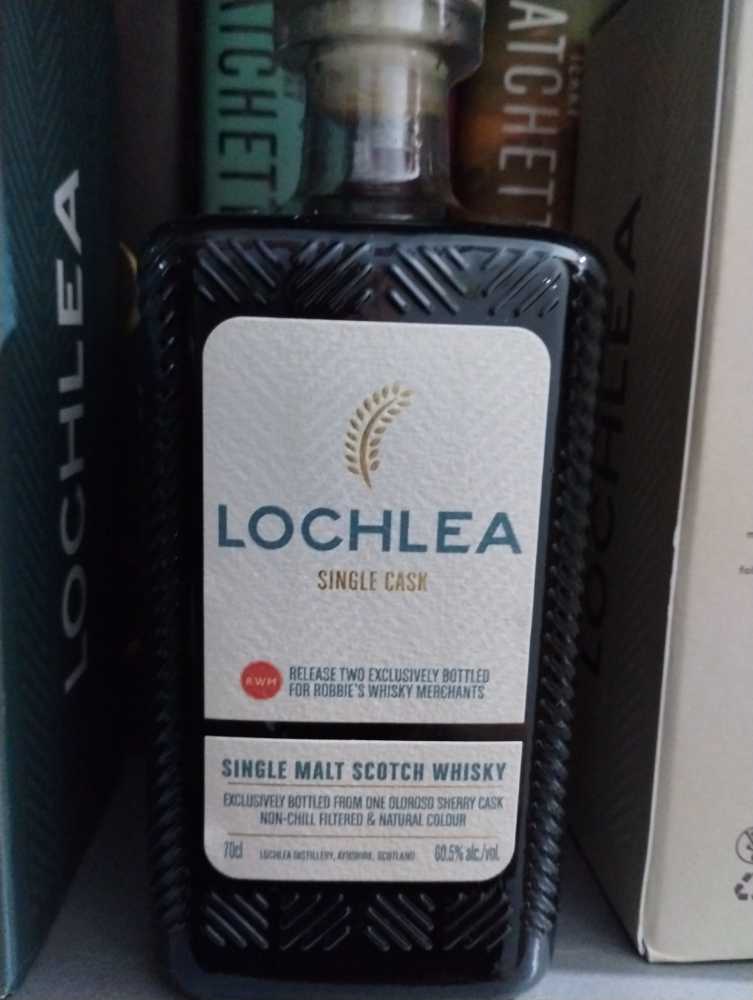 ATCHET
LOCHLEA
LOCHLEA
LOCHLEA
SINGLE CASK
RWM
RELEASE TWO EXCLUSIVELY BOTTLED
FOR ROBBIE'S WHISKY MERCHANTS
SINGLE MALT SCOTCH WHISKY
EXCLUSIVELY BOTTLED FROM ONE OLOROSO SHERRY CASK
NON-CHILL FILTERED & NATURAL COLOUR
70cl LOCHLEA DISTILLERY, AYRSHIRE, SCOTLAND 60.5% alc./vol.